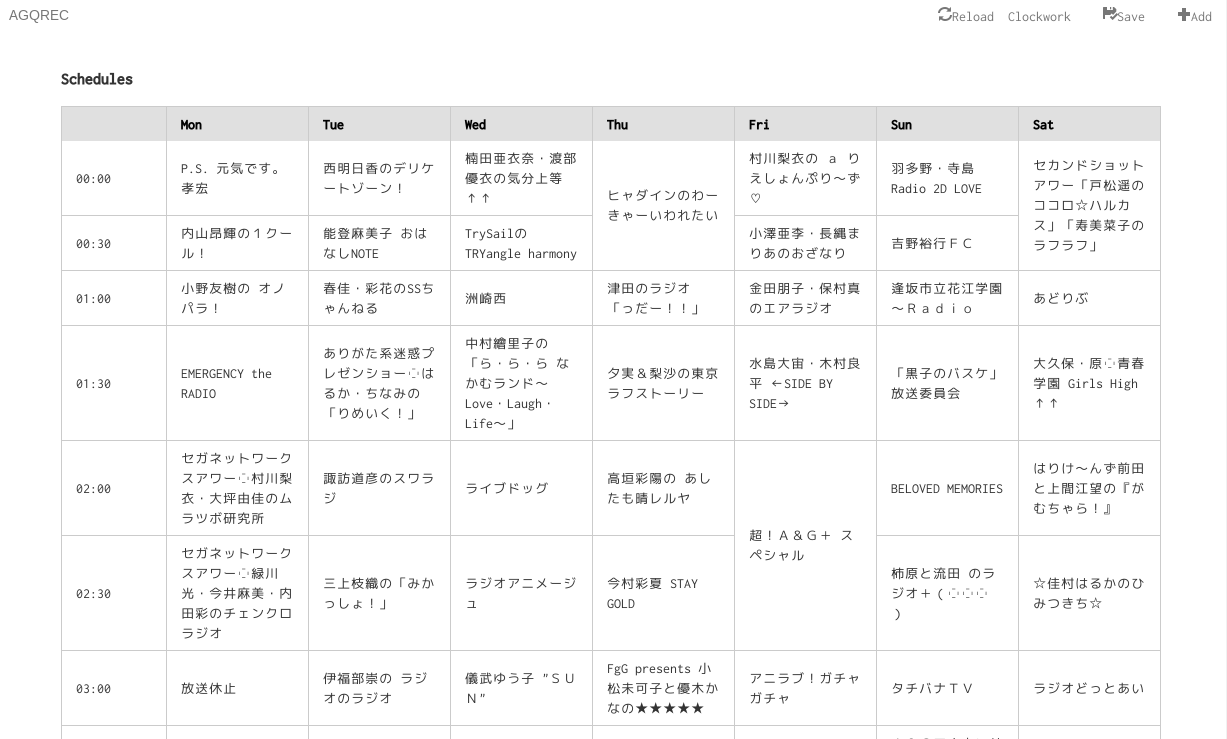 AGQREC
Reload Clockwork Save Add
Schedules
Mon Tue Wed Thu Fri Sun Sat
00:00
P.S. 元気です。
孝宏
西明日香のデリケ
ートゾーン！
楠田亜衣奈・渡部
優衣の気分上等
↑↑
ヒャダインのわー
きゃーいわれたい
村川梨衣の a り
えしょんぷり～ず
♡
羽多野・寺島
Radio 2D LOVE
セカンドショット
アワー「戸松遥の
ココロ☆ハルカ
ス」「寿美菜子の
ラフラフ」
00:30
内山昂輝の１クー
ル！
能登麻美子 おは
なしNOTE
TrySailの
TRYangle harmony
小澤亜李・長縄ま
りあのおざなり
吉野裕行ＦＣ
01:00
小野友樹の オノ
パラ！
春佳・彩花のSSち
ゃんねる
洲崎西
津田のラジオ
「っだー！！」
金田朋子・保村真
のエアラジオ
逢坂市立花江学園
～Ｒａｄｉｏ
あどりぶ
01:30
EMERGENCY the
RADIO
ありがた系迷惑プ
レゼンショー は
るか・ちなみの
「りめいく！」
中村繪里子の
「ら・ら・ら な
かむランド～
Love・Laugh・
Life～」
夕実＆梨沙の東京
ラフストーリー
水島大宙・木村良
平 ←SIDE BY
SIDE→
「黒子のバスケ」
放送委員会
大久保・原 青春
学園 Girls High
↑↑
02:00
セガネットワーク
スアワー 村川梨
衣・大坪由佳のム
ラツボ研究所
諏訪道彦のスワラ
ジ
ライブドッグ
高垣彩陽の あし
たも晴レルヤ
超！Ａ＆Ｇ＋ ス
ペシャル
BELOVED MEMORIES
はりけ～んず前田
と上間江望の『が
むちゃら！』
02:30
セガネットワーク
スアワー 緑川
光・今井麻美・内
田彩のチェンクロ
ラジオ
三上枝織の「みか
っしょ！」
ラジオアニメージ
ュ
今村彩夏 STAY
GOLD
柿原と流田 のラ
ジオ＋（
）
☆佳村はるかのひ
みつきち☆
03:00
放送休止
伊福部崇の ラジ
オのラジオ
儀武ゆう子 "ＳＵ
Ｎ"
FgG presents 小
松未可子と優木か
なの★★★★★
アニラブ！ガチャ
ガチャ
タチバナＴＶ
ラジオどっとあい